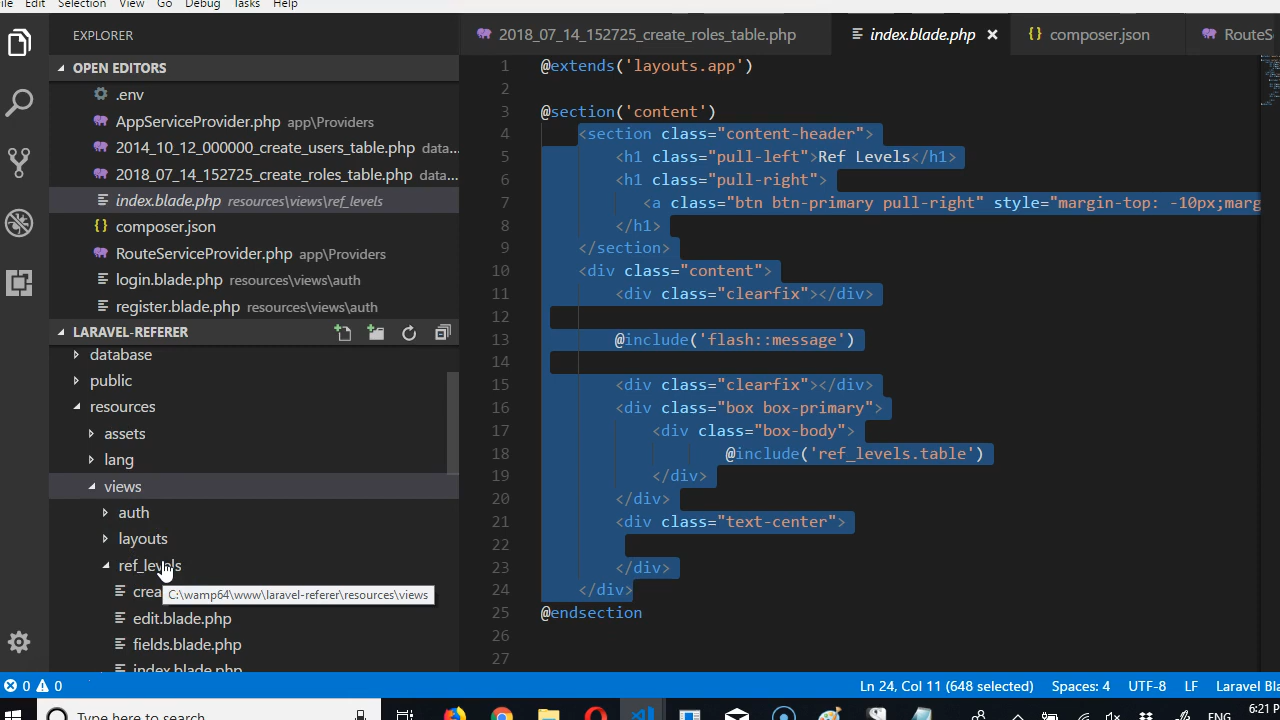 File Edit Selection View Go Debug Tasks Help
EXPLORER
OPEN EDITORS
.env
AppServiceProvider.php app\Providers
2014_10_12_000000_create_users_table.php data...
2018_07_14_152725_create_roles_table.php data...
index.blade.php resources\views\ref_levels
composer.json
RouteServiceProvider.php app\Providers
login.blade.php resources\views\auth
register.blade.php resources\views\auth
LARAVEL-REFERER
database
public
resources
assets
lang
views
auth
layouts
ref_levels
crea
C:\wamp64\www\laravel-referer\resources\views
edit.blade.php
fields.blade.php
index.blade.php
2018_07_14_152725_create_roles_table.php index.blade.php composer.json RouteS
1 @extends('layouts.app')
2
3 @section('content')
4 <section class="content-header">
5 <h1 class="pull-left">Ref Levels</h1>
6 <h1 class="pull-right">
7 <a class="btn btn-primary pull-right" style="margin-top: -10px;marg
8 </h1>
9 </section>
10 <div class="content">
11 <div class="clearfix"></div>
12
13 @include('flash::message')
14
15 <div class="clearfix"></div>
16 <div class="box box-primary">
17 <div class="box-body">
18 @include('ref_levels.table')
19 </div>
20 </div>
21 <div class="text-center">
22
23 </div>
24 </div>
25 @endsection
26
27
0 0 Ln 24, Col 11 (648 selected) Spaces: 4 UTF-8 LF Laravel Bla
Type here to search ENG 6:21 P